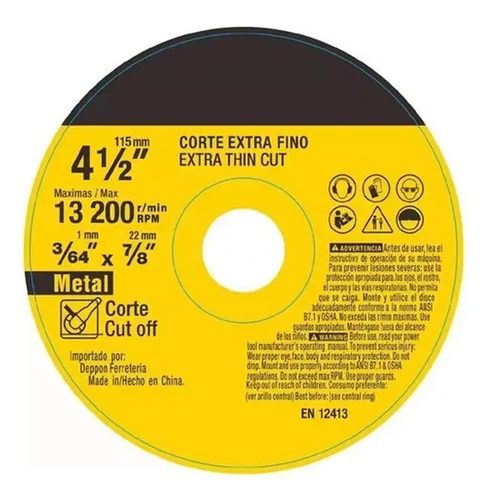 115 mm
4 1/2"
CORTE EXTRA FINO
EXTRA THIN CUT
Maximas / Max
13 200 r/min RPM
1 mm 22 mm
3/64" x 7/8"
Metal
Corte
Cut off
Importado por:
Deppon Ferreteria
Made in/Hecho en China.
ADVERTENCIA Antes de usar, lea el
instructivo de operación de su máquina.
Para prevenir lesiones severas: use la
protección apropiada para los ojos, el rostro,
el cuerpo y las vías respiratorias. No permita
que se caiga. Monte y utilice el disco
adecuadamente conforme a la norma ANSI
B7.1 y OSHA. No exceda las r/min maximas. Use
guardas apropiadas. Manténgase fuera del alcance
de los niños. WARNING Before use, read your power
tool manufacturer's operating manual. To prevent serious injury:
Wear proper eye, face, body and respiratory protection. Do not
drop. Mount and use properly according to ANSI B7.1 & OSHA
regulations. Do not exceed max RPM. Use proper guards.
Keep out of reach of children. Consumo preferente:
(ver arillo central) Best before: (see central ring)
EN 12413